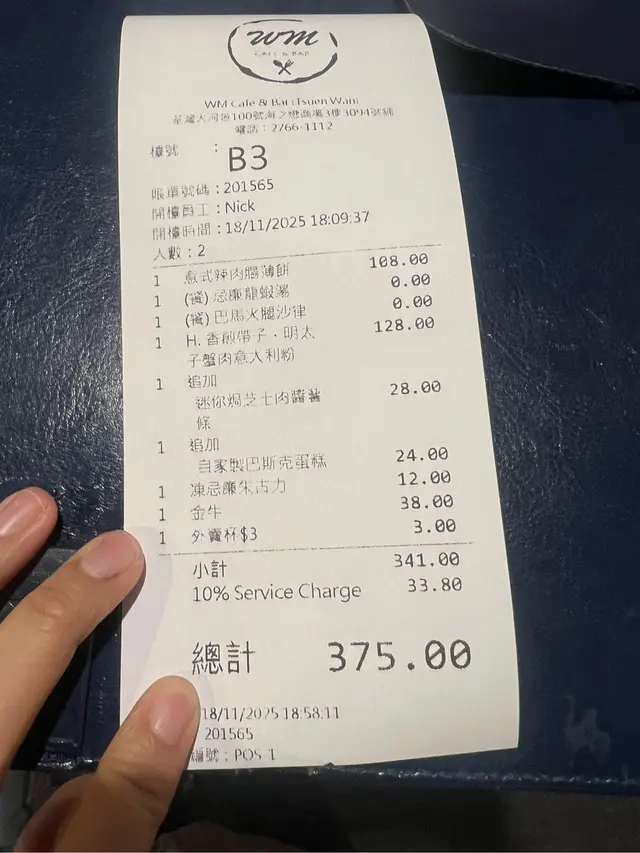 WM
CAFE & BAR
WM Cafe & Bar (Tsuen Wan)
荃灣大河道100號海之戀商場3樓3094號舖
電話：2766-1112
檯號 ：
B3
賬單號碼：201565
開檯員工：Nick
開檯時間：18/11/2025 18:09:37
人數：2
1 意式辣肉腸薄餅 108.00
1 (餐) 忌廉龍蝦湯 0.00
1 (餐) 巴馬火腿沙律 0.00
1 H. 香煎帶子．明太 128.00
子蟹肉意大利粉
1 追加
迷你焗芝士肉醬薯 28.00
條
1 追加
自家製巴斯克蛋糕 24.00
1 凍忌廉朱古力 12.00
1 金牛 38.00
1 外賣杯$3 3.00
小計 341.00
10% Service Charge 33.80
總計 375.00
18/11/2025 18:58:11
201565
編號：POS 1